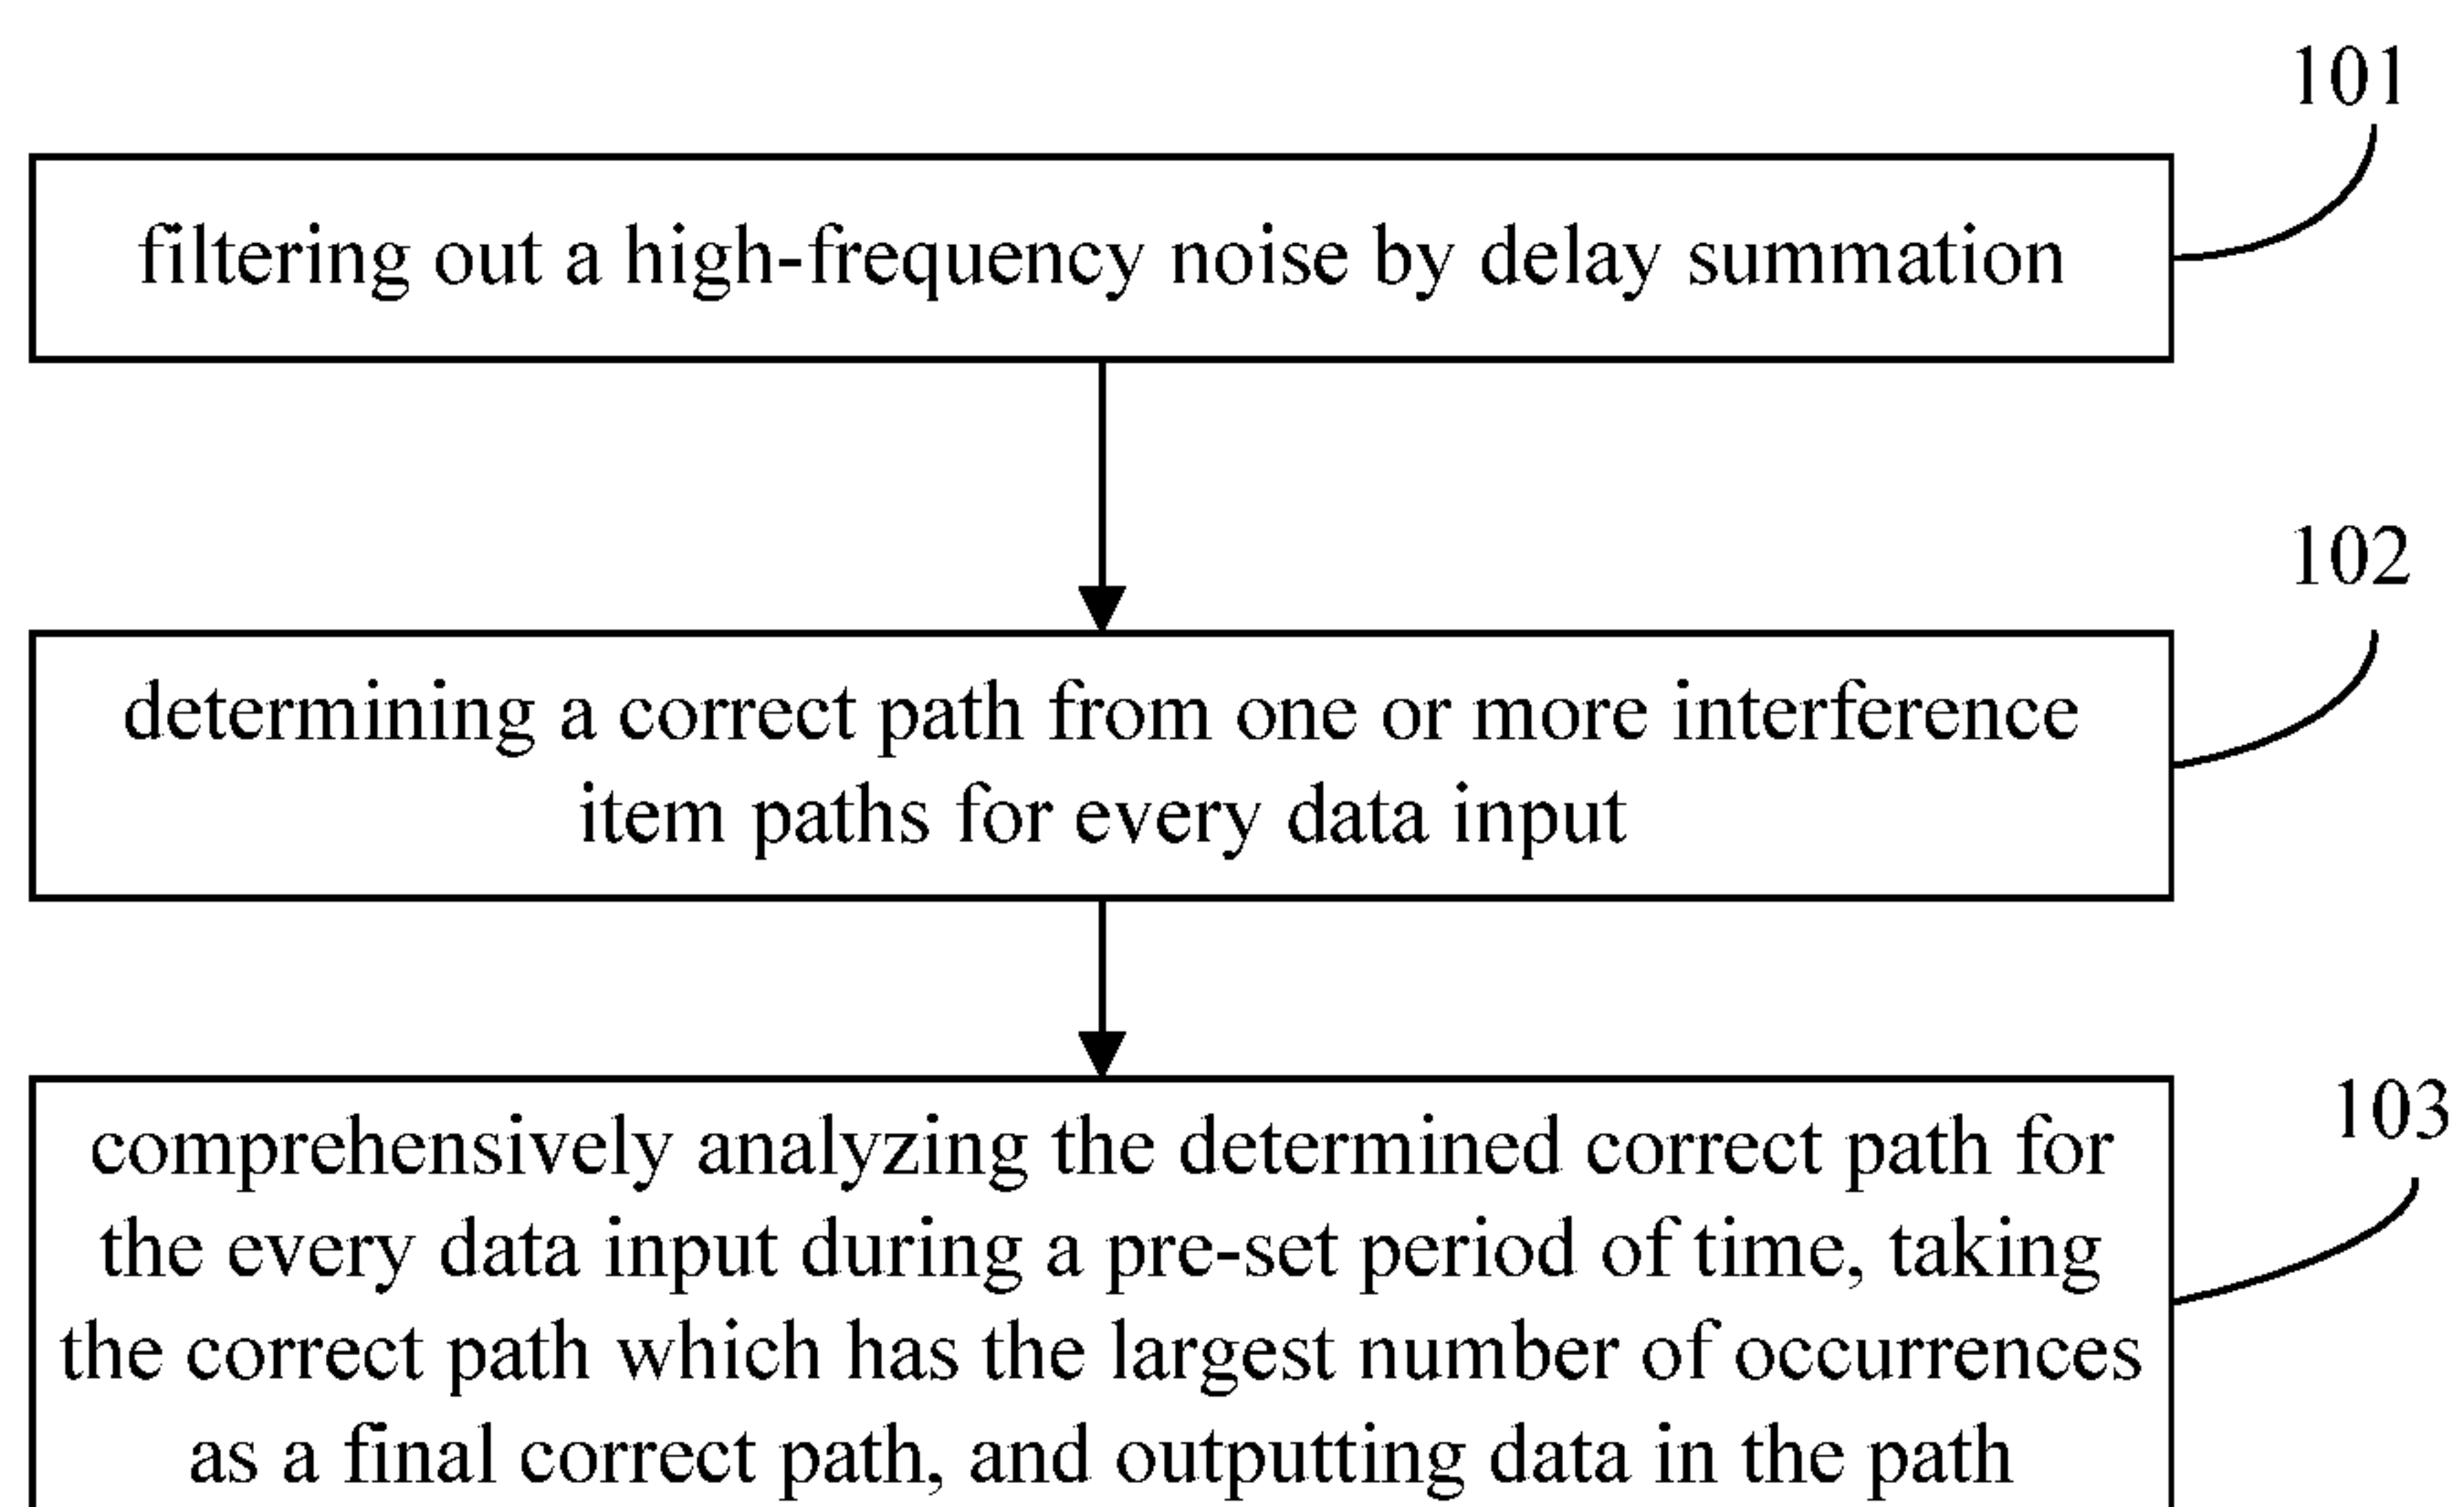 101
filtering out a high-frequency noise by delay summation
102
determining a correct path from one or more interference
item paths for every data input
103
comprehensively analyzing the determined correct path for
the every data input during a pre-set period of time, taking
the correct path which has the largest number of occurrences
as a final correct path, and outputting data in the path